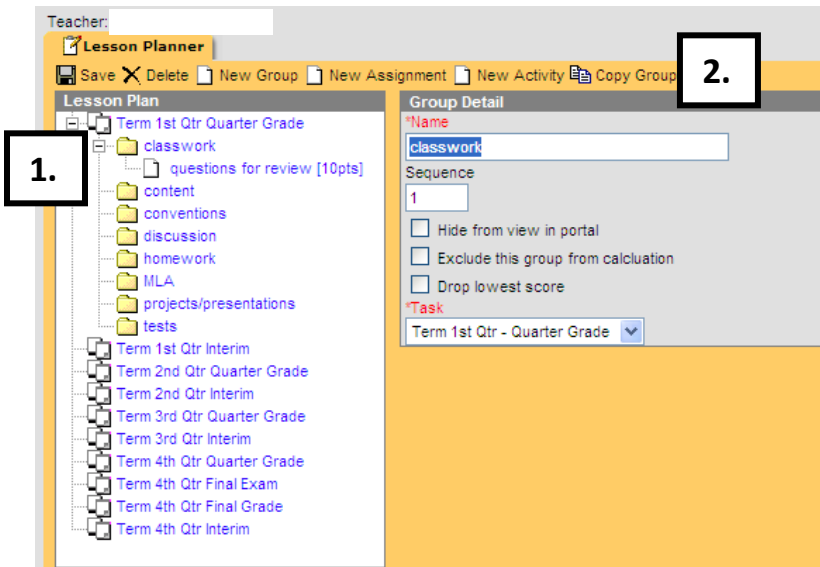 Teacher:
Lesson Planner
Save Delete New Group New Assignment New Activity Copy Group
2.
Lesson Plan
Term 1st Qtr Quarter Grade
1.
classwork
questions for review [10pts]
content
conventions
discussion
homework
MLA
projects/presentations
tests
Term 1st Qtr Interim
Term 2nd Qtr Quarter Grade
Term 2nd Qtr Interim
Term 3rd Qtr Quarter Grade
Term 3rd Qtr Interim
Term 4th Qtr Quarter Grade
Term 4th Qtr Final Exam
Term 4th Qtr Final Grade
Term 4th Qtr Interim
Group Detail
*Name
classwork
Sequence
1
Hide from view in portal
Exclude this group from calcluation
Drop lowest score
*Task
Term 1st Qtr - Quarter Grade